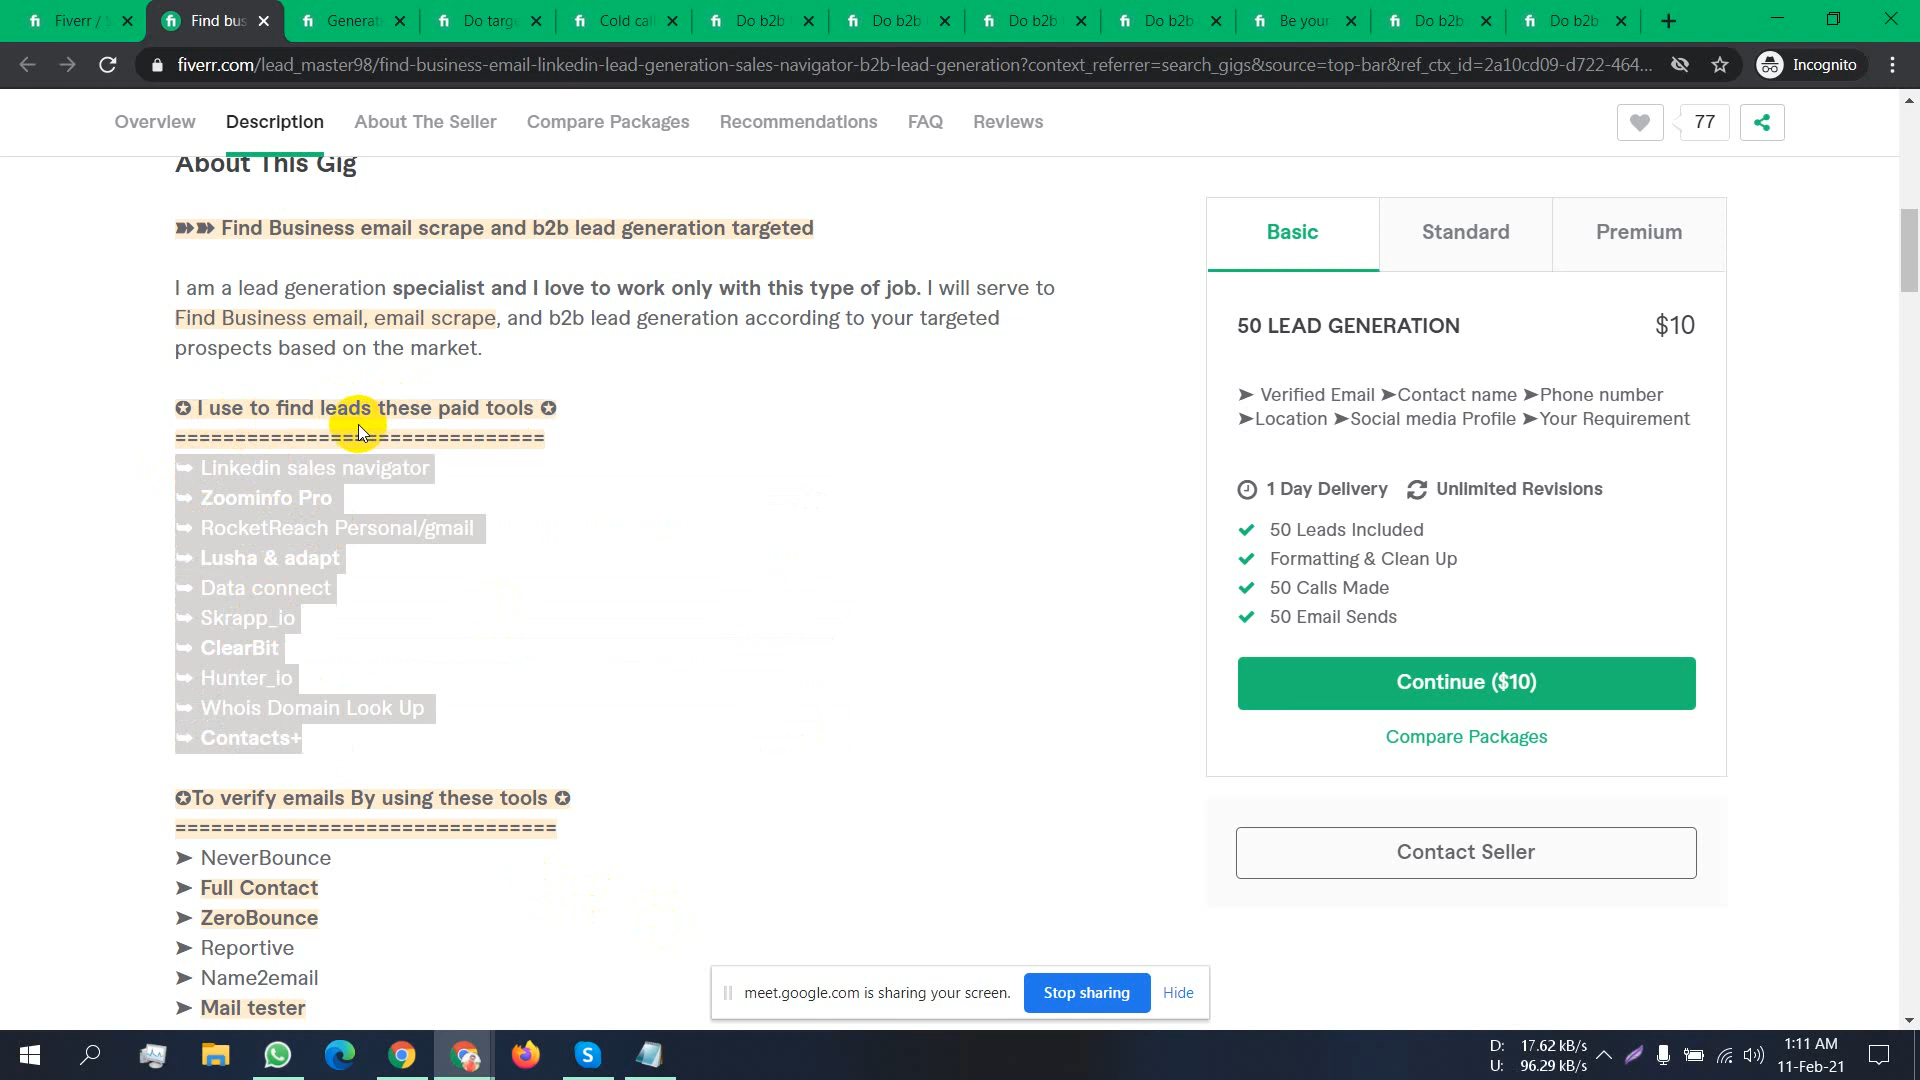 Fiverr /
Find bus
Generat
Do targe
Cold cal
Do b2b
Do b2b
Do b2b
Do b2b
Be your
Do b2b
Do b2b
fiverr.com/lead_master98/find-business-email-linkedin-lead-generation-sales-navigator-b2b-lead-generation?context_referrer=search_gigs&source=top-bar&ref_ctx_id=2a10cd09-d722-464...
Incognito
Overview Description About The Seller Compare Packages Recommendations FAQ Reviews
77
About This Gig
➽➽ Find Business email scrape and b2b lead generation targeted
I am a lead generation specialist and I love to work only with this type of job. I will serve to
Find Business email, email scrape, and b2b lead generation according to your targeted
prospects based on the market.
✪ I use to find leads these paid tools ✪
===============================
➥ Linkedin sales navigator
➥ Zoominfo Pro
➥ RocketReach Personal/gmail
➥ Lusha & adapt
➥ Data connect
➥ Skrapp_io
➥ ClearBit
➥ Hunter_io
➥ Whois Domain Look Up
➥ Contacts+
✪To verify emails By using these tools ✪
================================
➤ NeverBounce
➤ Full Contact
➤ ZeroBounce
➤ Reportive
➤ Name2email
➤ Mail tester
Basic Standard Premium
50 LEAD GENERATION $10
➤ Verified Email ➤Contact name ➤Phone number
➤Location ➤Social media Profile ➤Your Requirement
1 Day Delivery Unlimited Revisions
50 Leads Included
Formatting & Clean Up
50 Calls Made
50 Email Sends
Continue ($10)
Compare Packages
Contact Seller
meet.google.com is sharing your screen. Stop sharing Hide
D: 17.62 kB/s
U: 96.29 kB/s
1:11 AM
11-Feb-21